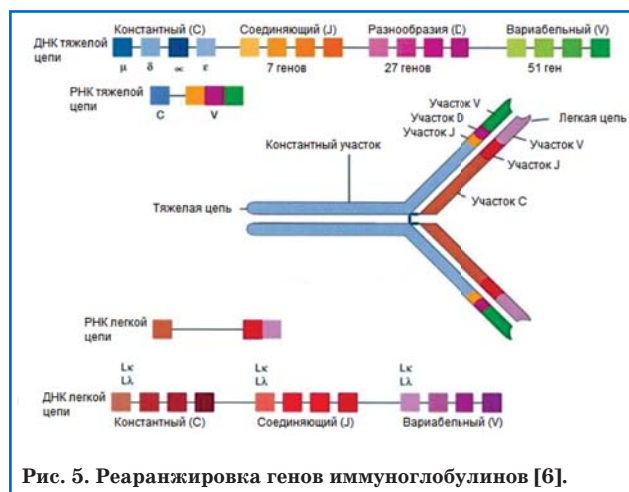 Константный (C) Соединяющий (J) Разнообразия (D) Вариабельный (V)
ДНК тяжелой
цепи
μ δ ∝ ε 7 генов 27 генов 51 ген
РНК тяжелой
цепи
C V
Участок V
Участок D
Участок J
Легкая цепь
Константный участок
Участок V
Участок J
Участок C
Тяжелая цепь
РНК легкой
цепи
Lκ Lκ Lκ
Lλ Lλ Lλ
ДНК легкой
цепи
Константный (C) Соединяющий (J) Вариабельный (V)
Рис. 5. Реаранжировка генов иммуноглобулинов [6].